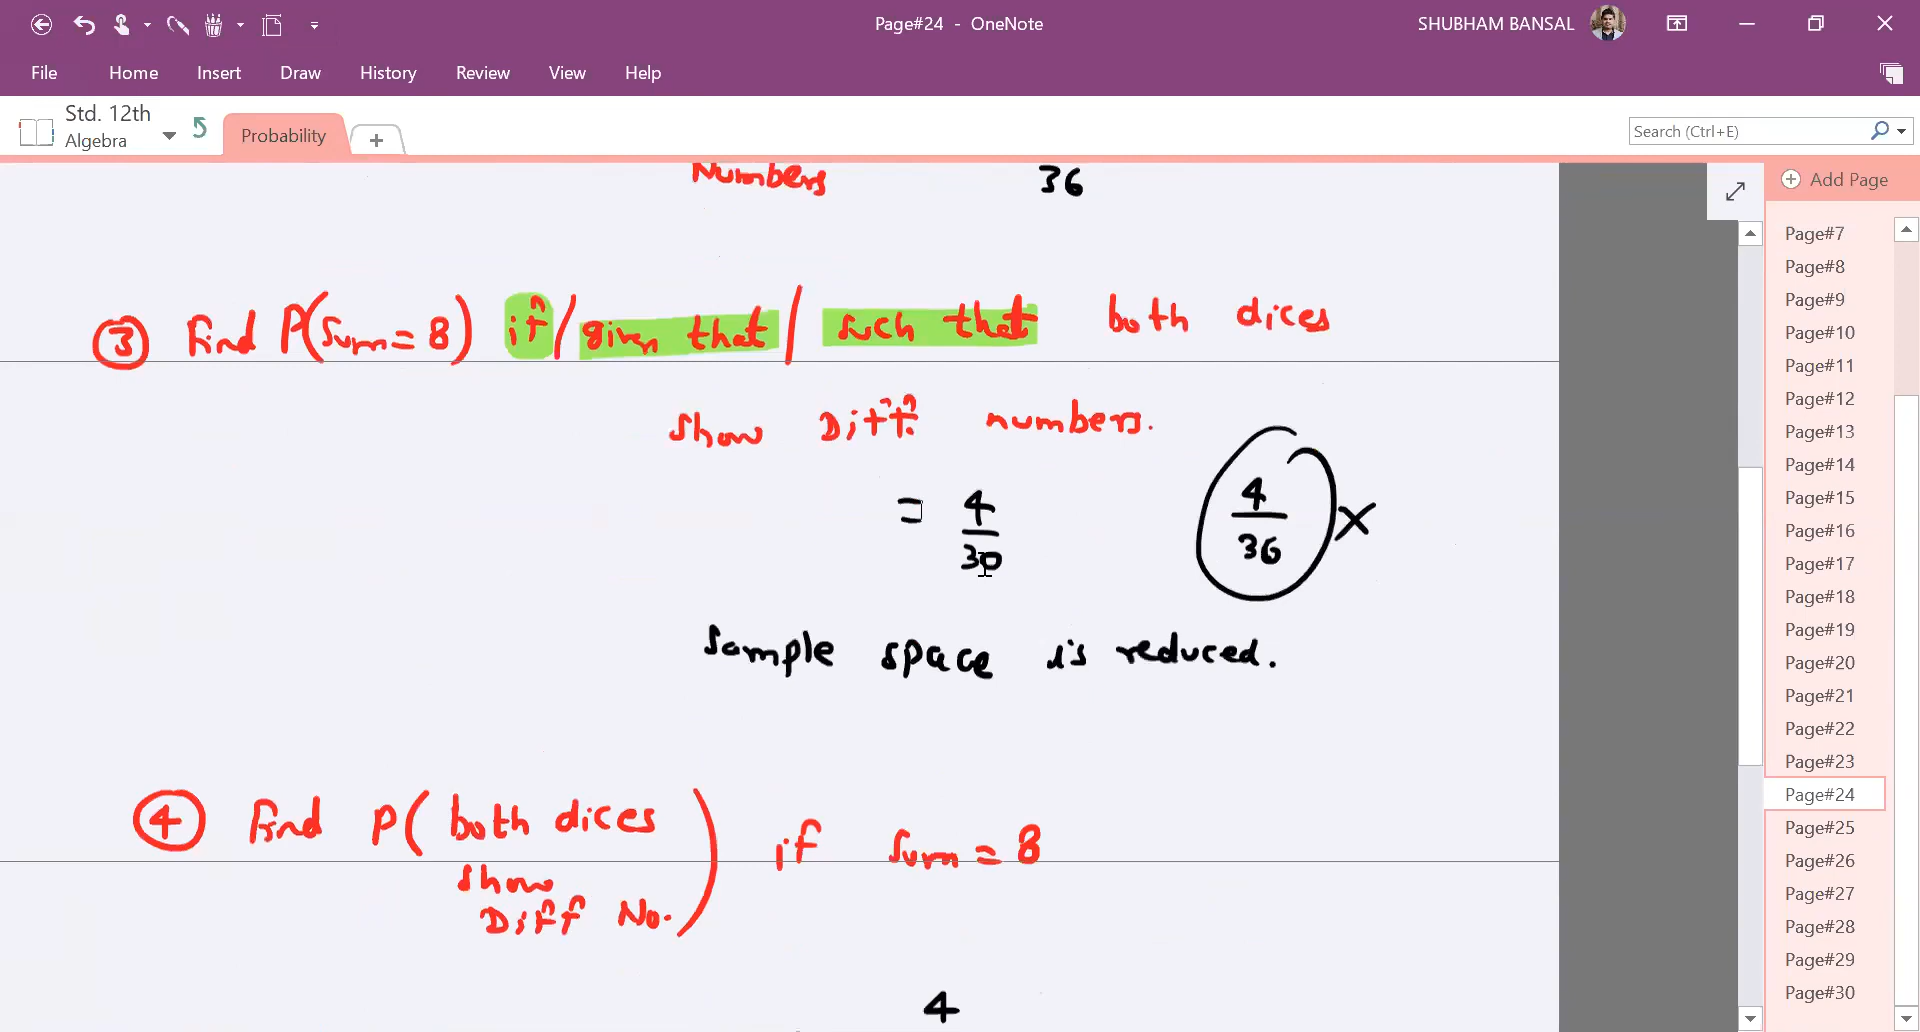 Page#24 - OneNote
SHUBHAM BANSAL
File Home Insert Draw History Review View Help
Std. 12th
Algebra
Probability
+
Search (Ctrl+E)
Add Page
Numbers 36
③ Find P(Sum = 8) if / given that / such that both dices
show Diff. numbers.
= 4/30
4/36 ×
Sample space is reduced.
④ Find P( both dices
show
Diff No. ) if sum = 8
4
Page#7
Page#8
Page#9
Page#10
Page#11
Page#12
Page#13
Page#14
Page#15
Page#16
Page#17
Page#18
Page#19
Page#20
Page#21
Page#22
Page#23
Page#24
Page#25
Page#26
Page#27
Page#28
Page#29
Page#30